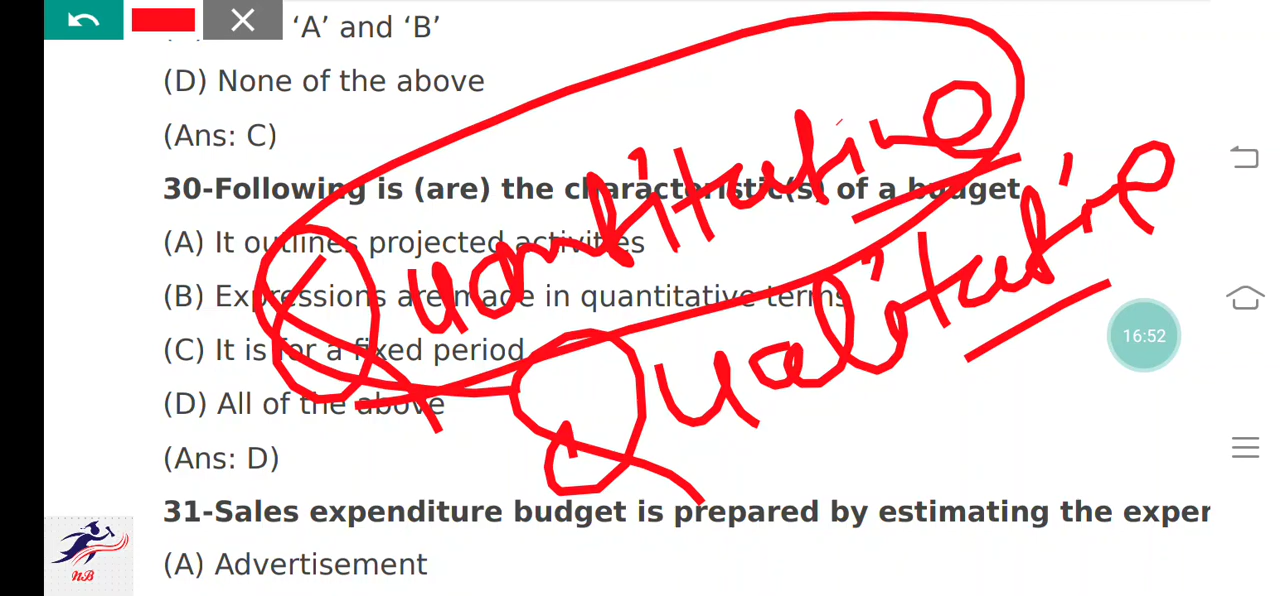 ‘A’ and ‘B’
(D) None of the above
(Ans: C)
30-Following is (are) the characteristic(s) of a budget
(A) It outlines projected activities
(B) Expressions are made in quantitative terms
(C) It is for a fixed period
(D) All of the above
(Ans: D)
31-Sales expenditure budget is prepared by estimating the exper
(A) Advertisement
Quantitative
Qualitative
16:52
NB